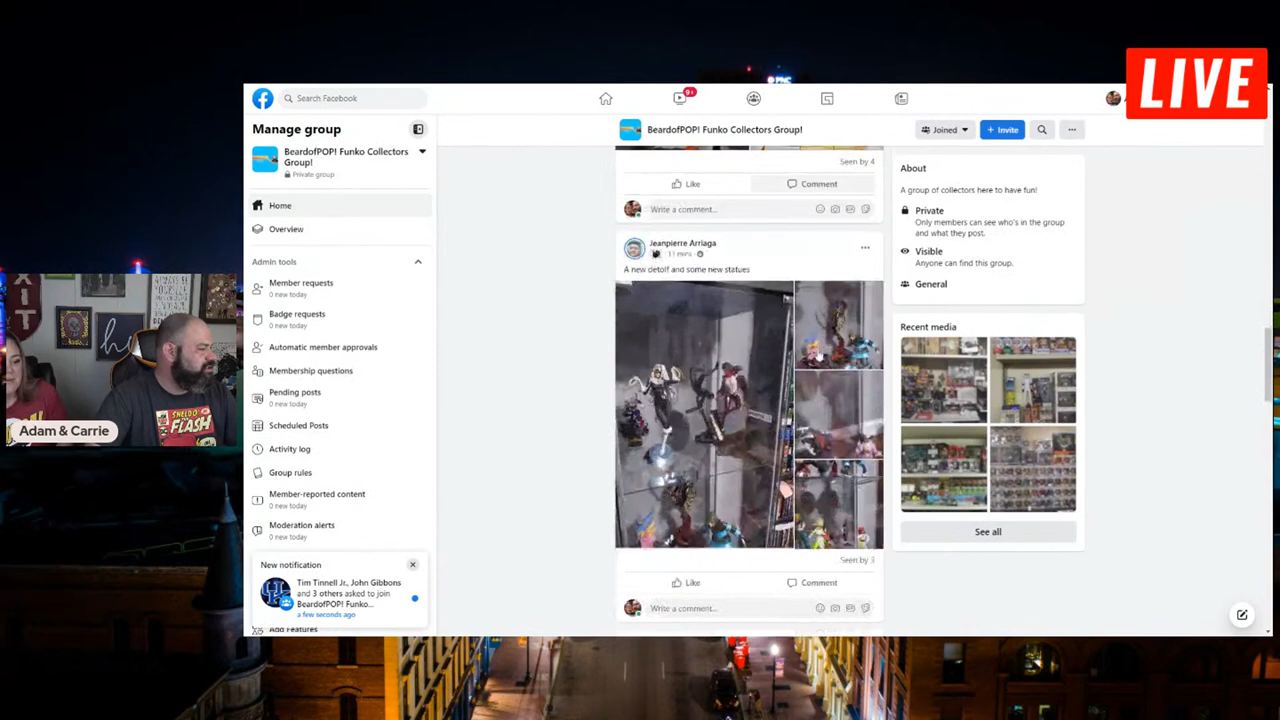 LIVE
Search Facebook
9+
Manage group
BeardofPOP! Funko Collectors
Group!
Private group
Home
Overview
Admin tools
Member requests
0 new today
Badge requests
0 new today
Automatic member approvals
Membership questions
Pending posts
0 new today
Scheduled Posts
Activity log
Group rules
Member-reported content
0 new today
Moderation alerts
0 new today
New notification
Tim Tinnell Jr., John Gibbons
and 3 others asked to join
BeardofPOP! Funko...
a few seconds ago
Add Features
BeardofPOP! Funko Collectors Group!
Joined
+ Invite
Seen by 4
Like
Comment
Write a comment...
Jeanpierre Arriaga
11 mins
A new detolf and some new statues
Seen by 3
Like
Comment
Write a comment...
About
A group of collectors here to have fun!
Private
Only members can see who's in the group
and what they post.
Visible
Anyone can find this group.
General
Recent media
See all
Adam & Carrie
SHELDON
THE
FLASH